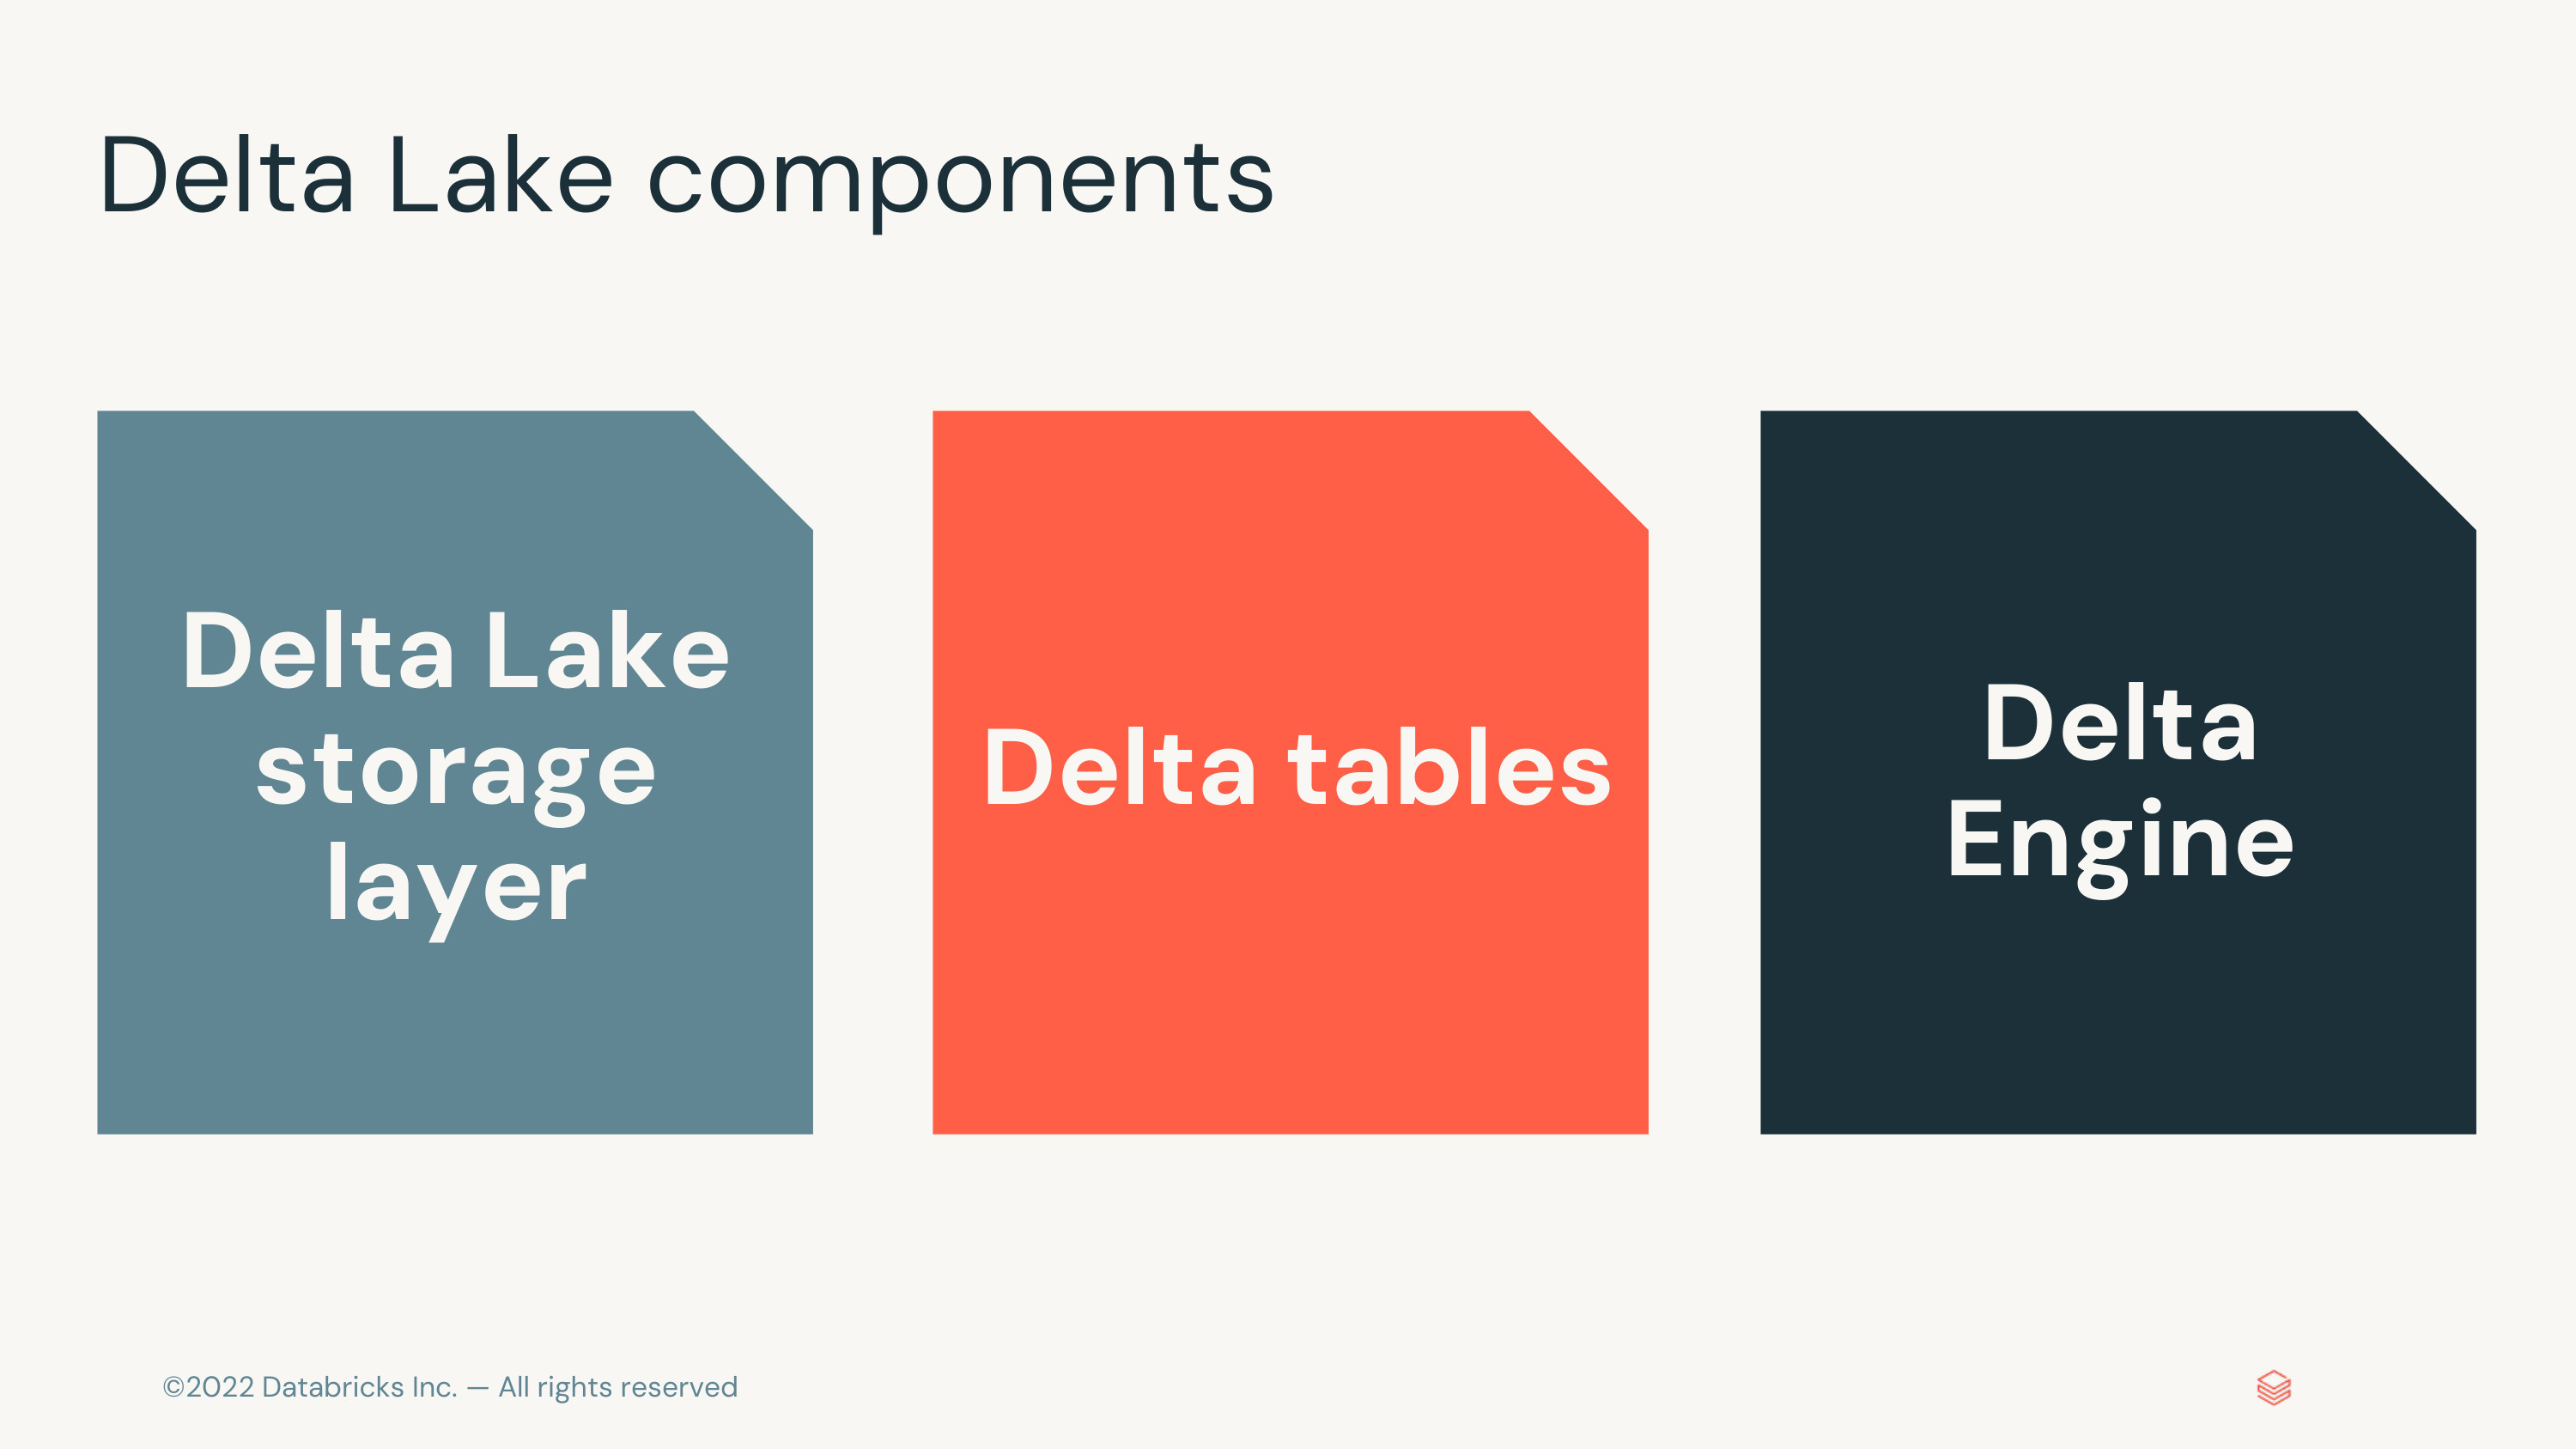 Delta Lake components
Delta Lake
storage
layer
Delta tables
Delta
Engine
©2022 Databricks Inc. — All rights reserved